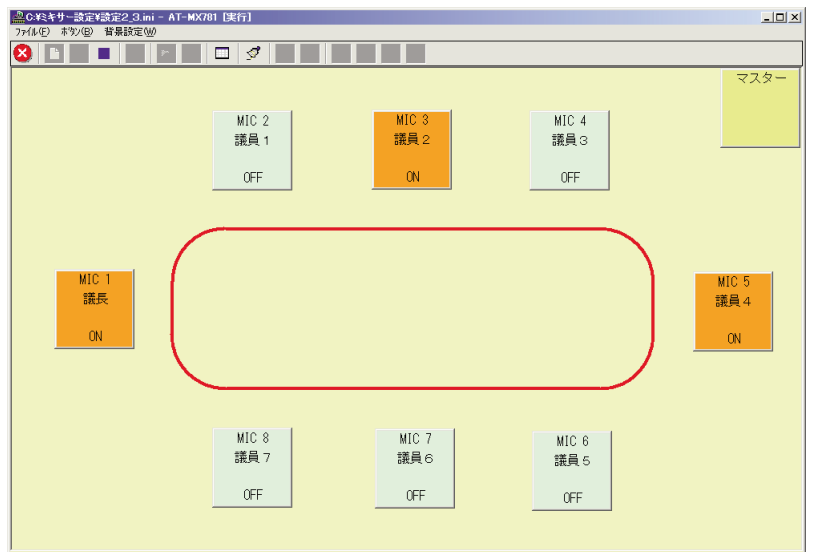 C:¥ミキサー設定¥設定2_3.ini - AT-MX781 [実行]
ファイル(F) ボタン(B) 背景設定(W)
マスター
MIC 2
議員1
OFF
MIC 3
議員2
ON
MIC 4
議員3
OFF
MIC 1
議長
ON
MIC 5
議員4
ON
MIC 8
議員7
OFF
MIC 7
議員6
OFF
MIC 6
議員5
OFF